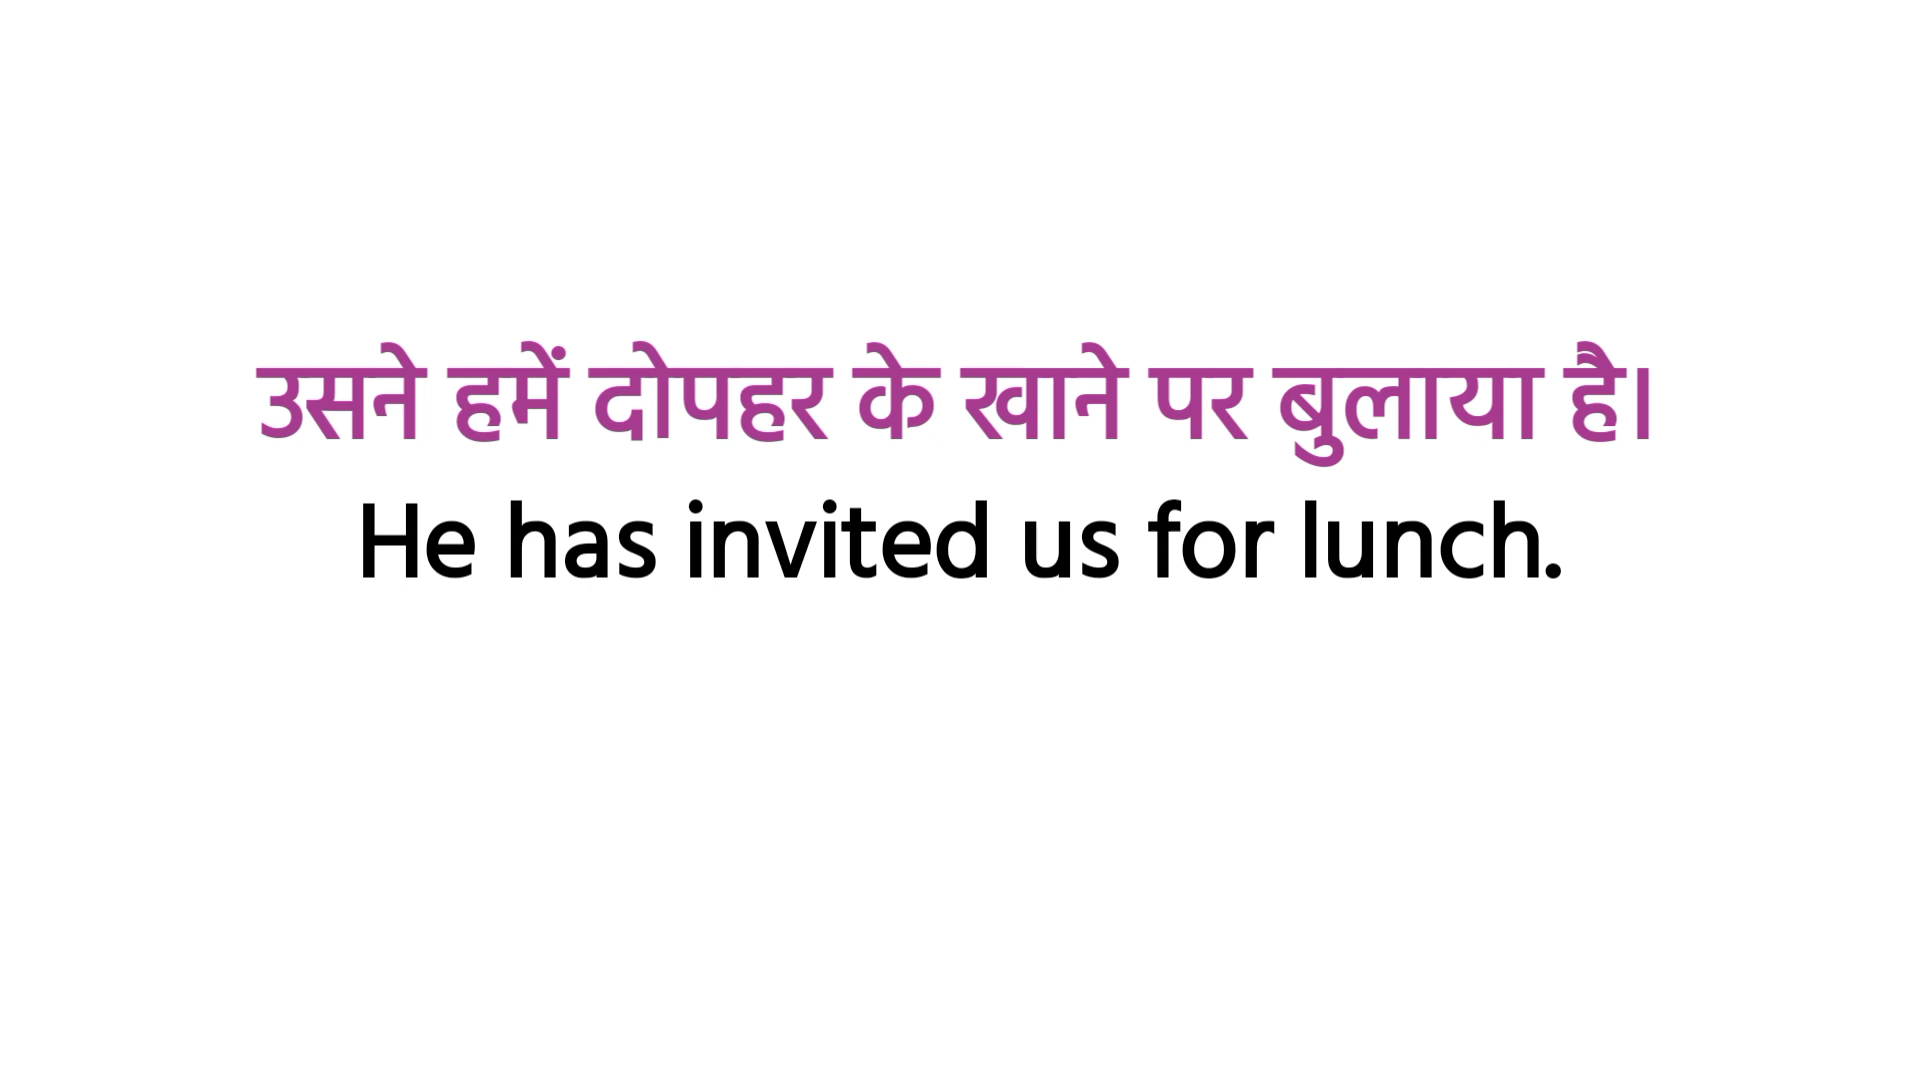 उसने हमें दोपहर के खाने पर बुलाया है।
He has invited us for lunch.